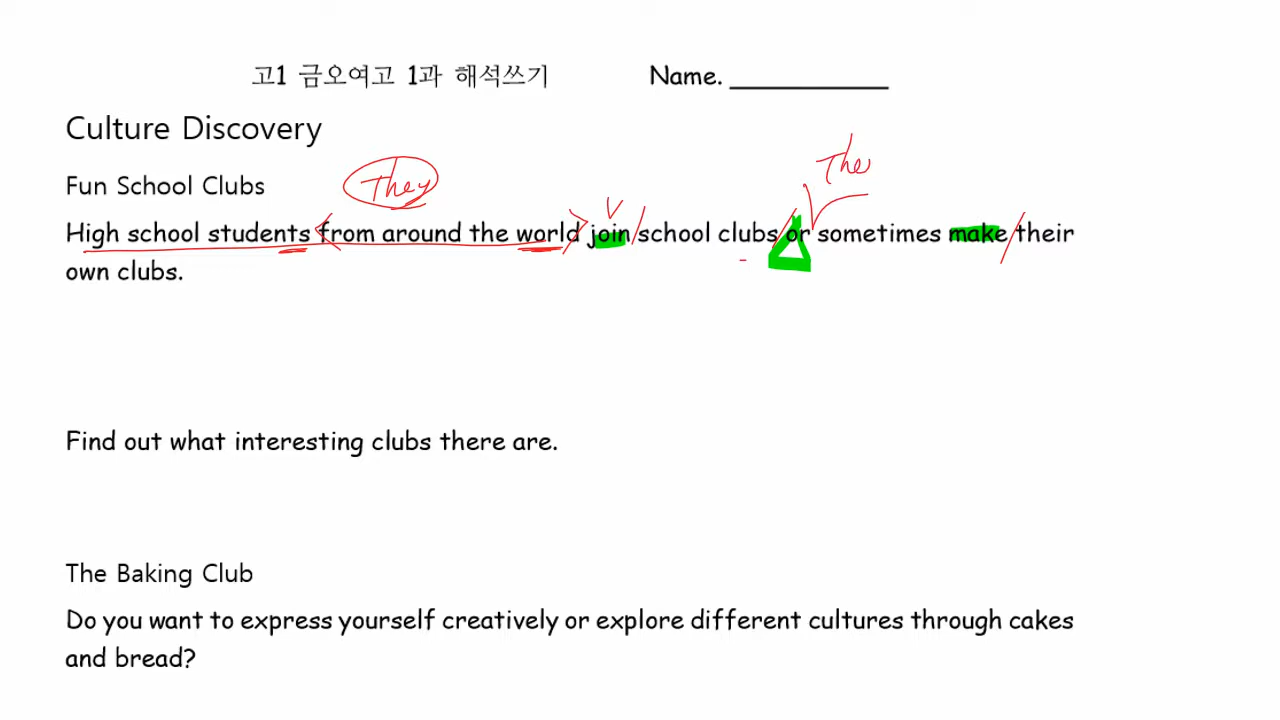 고1 금오여고 1과 해석쓰기 Name. ___________
Culture Discovery
The
Fun School Clubs They
V
High school students from around the world join school clubs or sometimes make their
own clubs.
Find out what interesting clubs there are.
The Baking Club
Do you want to express yourself creatively or explore different cultures through cakes
and bread?